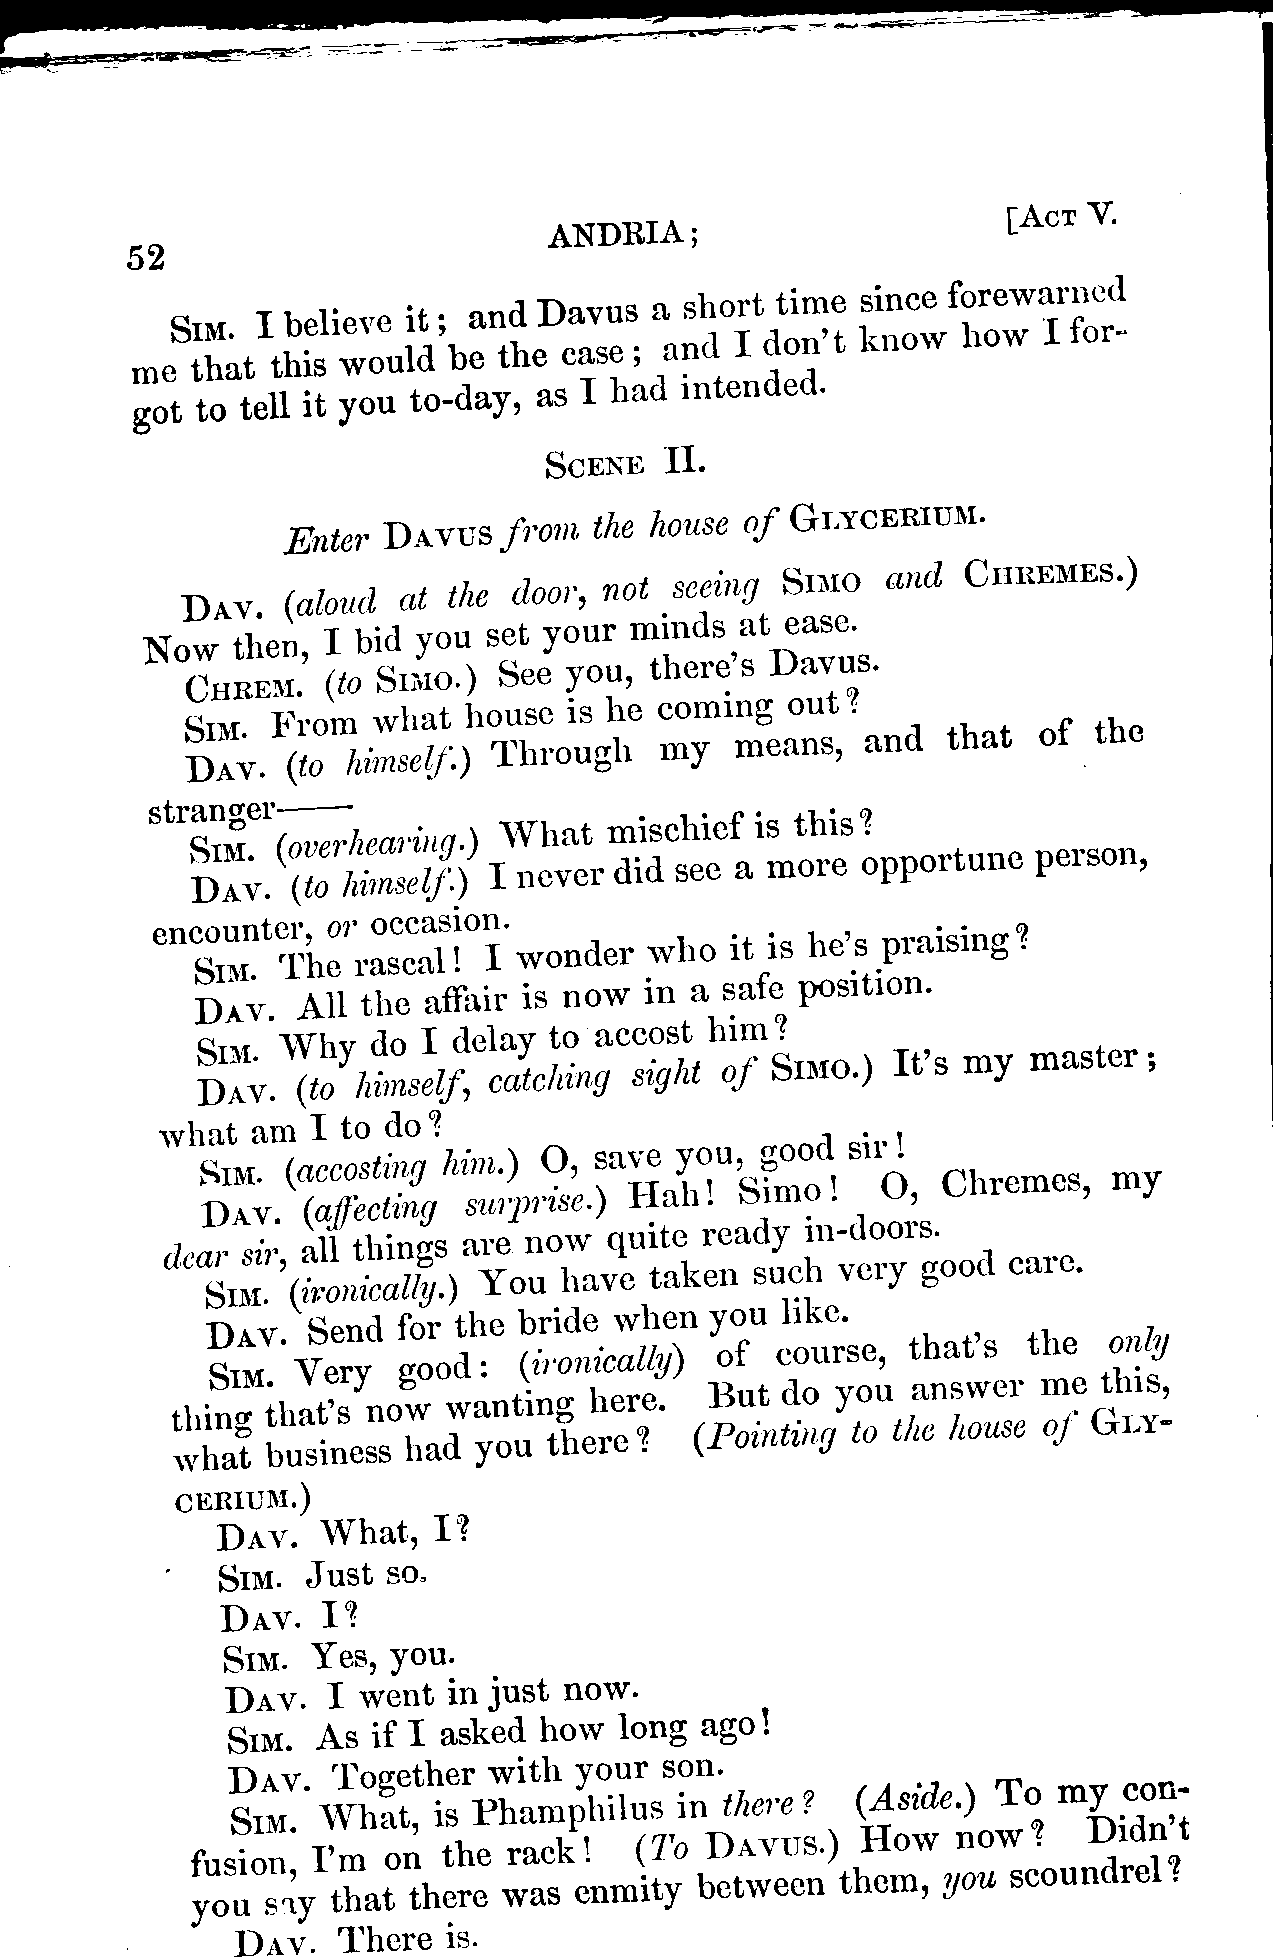 52
ANDRIA;
[ACT V.
SIM. I believe it; and Davus a short time since forewarned
me that this would be the case; and I don't know how I for-
got to tell it you to-day, as I had intended.
SCENE II.
Enter DAVUS from the house of GLYCERIUM.
DAV. (aloud at the door, not seeing SIMO and CHREMES.)
Now then, I bid you set your minds at ease.
CHREM. (to SIMO.) See you, there's Davus.
SIM. From what house is he coming out?
DAV. (to himself.) Through my means, and that of the
stranger——
SIM. (overhearing.) What mischief is this?
DAV. (to himself.) I never did see a more opportune person,
encounter, or occasion.
SIM. The rascal! I wonder who it is he's praising?
DAV. All the affair is now in a safe position.
SIM. Why do I delay to accost him?
DAV. (to himself, catching sight of SIMO.) It's my master;
what am I to do?
SIM. (accosting him.) O, save you, good sir!
DAV. (affecting surprise.) Hah! Simo! O, Chremes, my
dear sir, all things are now quite ready in-doors.
SIM. (ironically.) You have taken such very good care.
DAV. Send for the bride when you like.
SIM. Very good: (ironically) of course, that's the only
thing that's now wanting here. But do you answer me this,
what business had you there? (Pointing to the house of GLY-
CERIUM.)
DAV. What, I?
SIM. Just so.
DAV. I?
SIM. Yes, you.
DAV. I went in just now.
SIM. As if I asked how long ago!
DAV. Together with your son.
SIM. What, is Phamphilus in there? (Aside.) To my con-
fusion, I'm on the rack! (To DAVUS.) How now? Didn't
you say that there was enmity between them, you scoundrel?
DAV. There is.